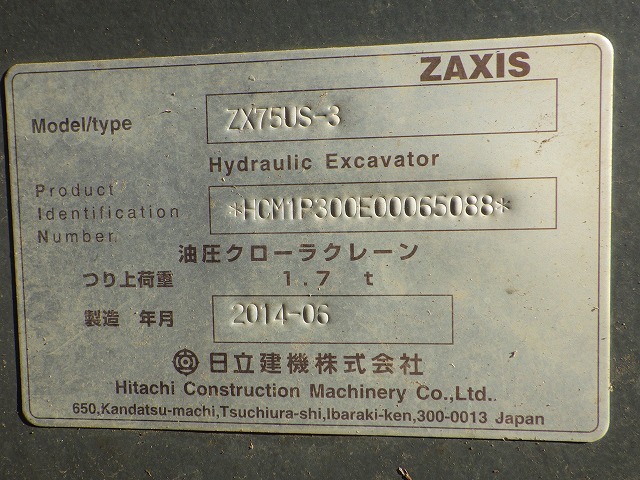 ZAXIS
Model/type ZX75US-3
Hydraulic Excavator
Product
Identification *HCM1P300E00065088*
Number.
油圧クローラクレーン
つり上荷重 1.7 t
製造 年月 2014-06
日立建機株式会社
Hitachi Construction Machinery Co.,Ltd.
650,Kandatsu-machi,Tsuchiura-shi,Ibaraki-ken,300-0013 Japan